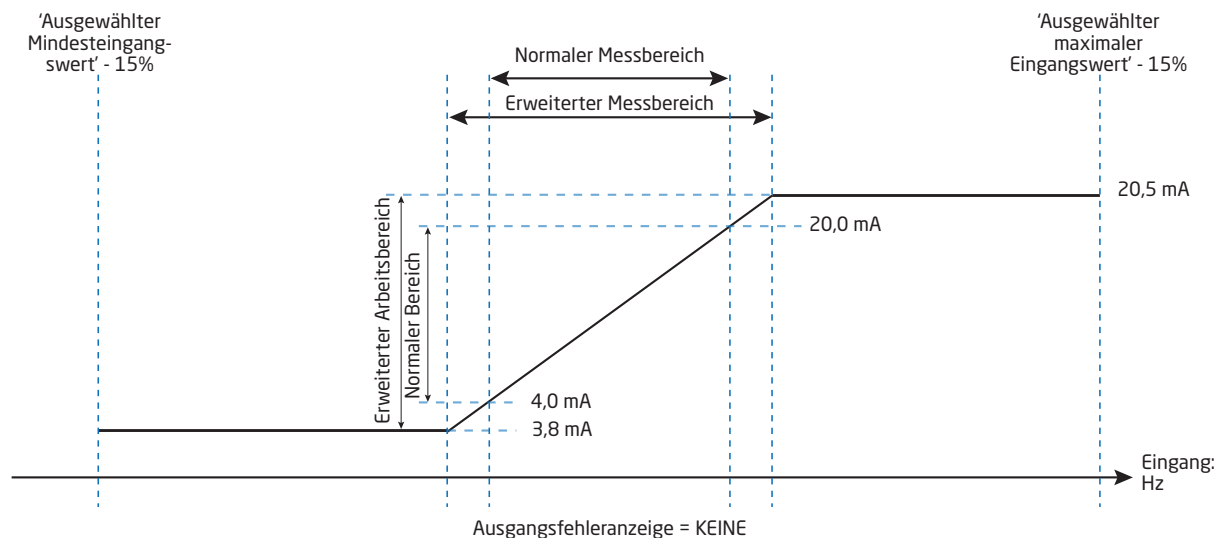 ‘Ausgewählter
Mindesteingang-
swert’ - 15%
Normaler Messbereich
Erweiterter Messbereich
‘Ausgewählter
maximaler
Eingangswert’ - 15%
Erweiterter Arbeitsbereich
Normaler Bereich
20,5 mA
20,0 mA
4,0 mA
3,8 mA
Eingang:
Hz
Ausgangsfehleranzeige = KEINE